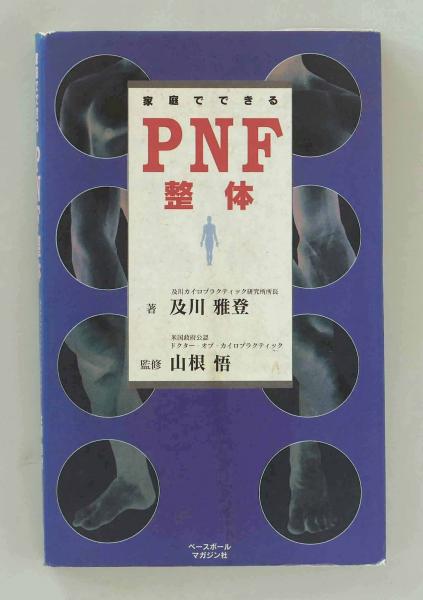 家庭でできる
PNF
整体
及川カイロプラクティック研究所所長
著 及川 雅登
米国政府公認
ドクター・オブ・カイロプラクティック
監修 山根 悟
ベースボール
マガジン社